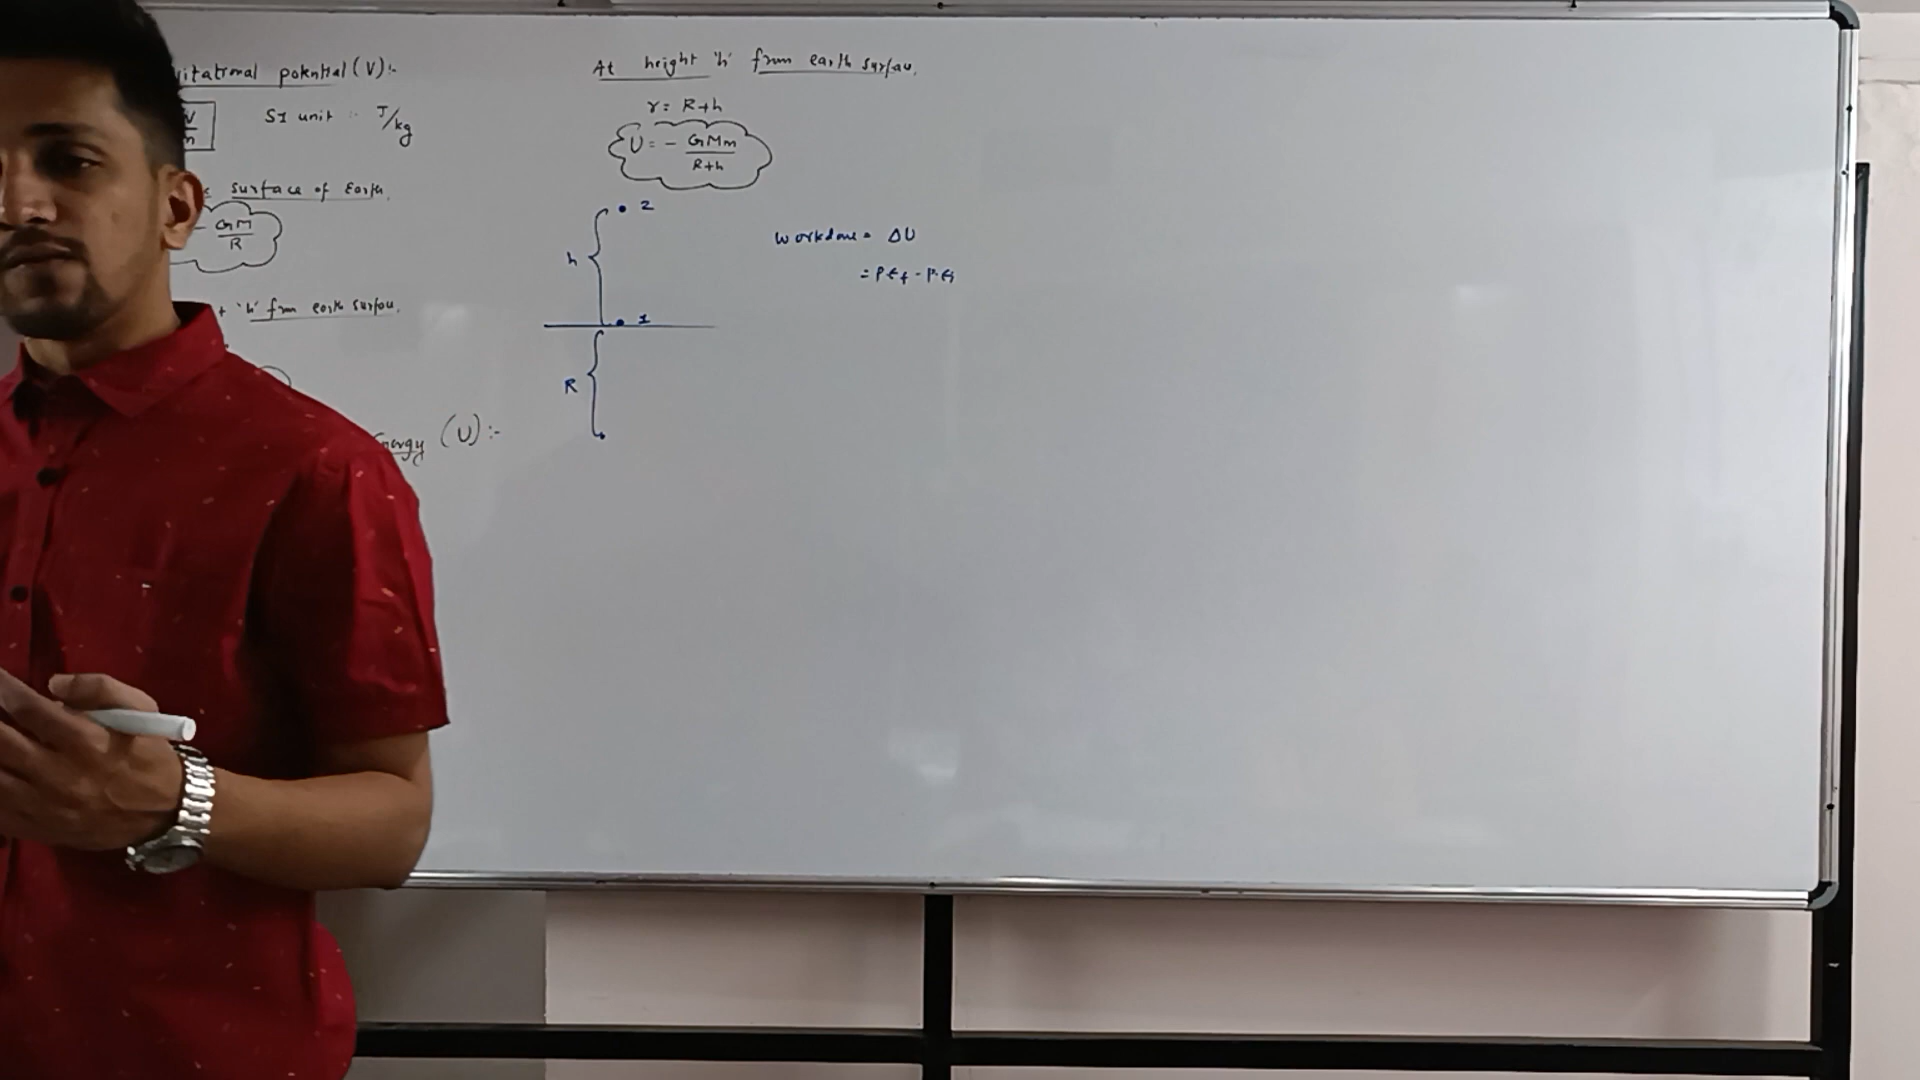 potential (V):-
SI unit :- J/kg
surface of Earth,
- GM/R
'h' from earth surface,
Energy (U):-
At height 'h' from earth surface,
r = R+h
U = - GMm/R+h
2
h
1
R
Workdone = ΔU
= P.Ef - P.Ei